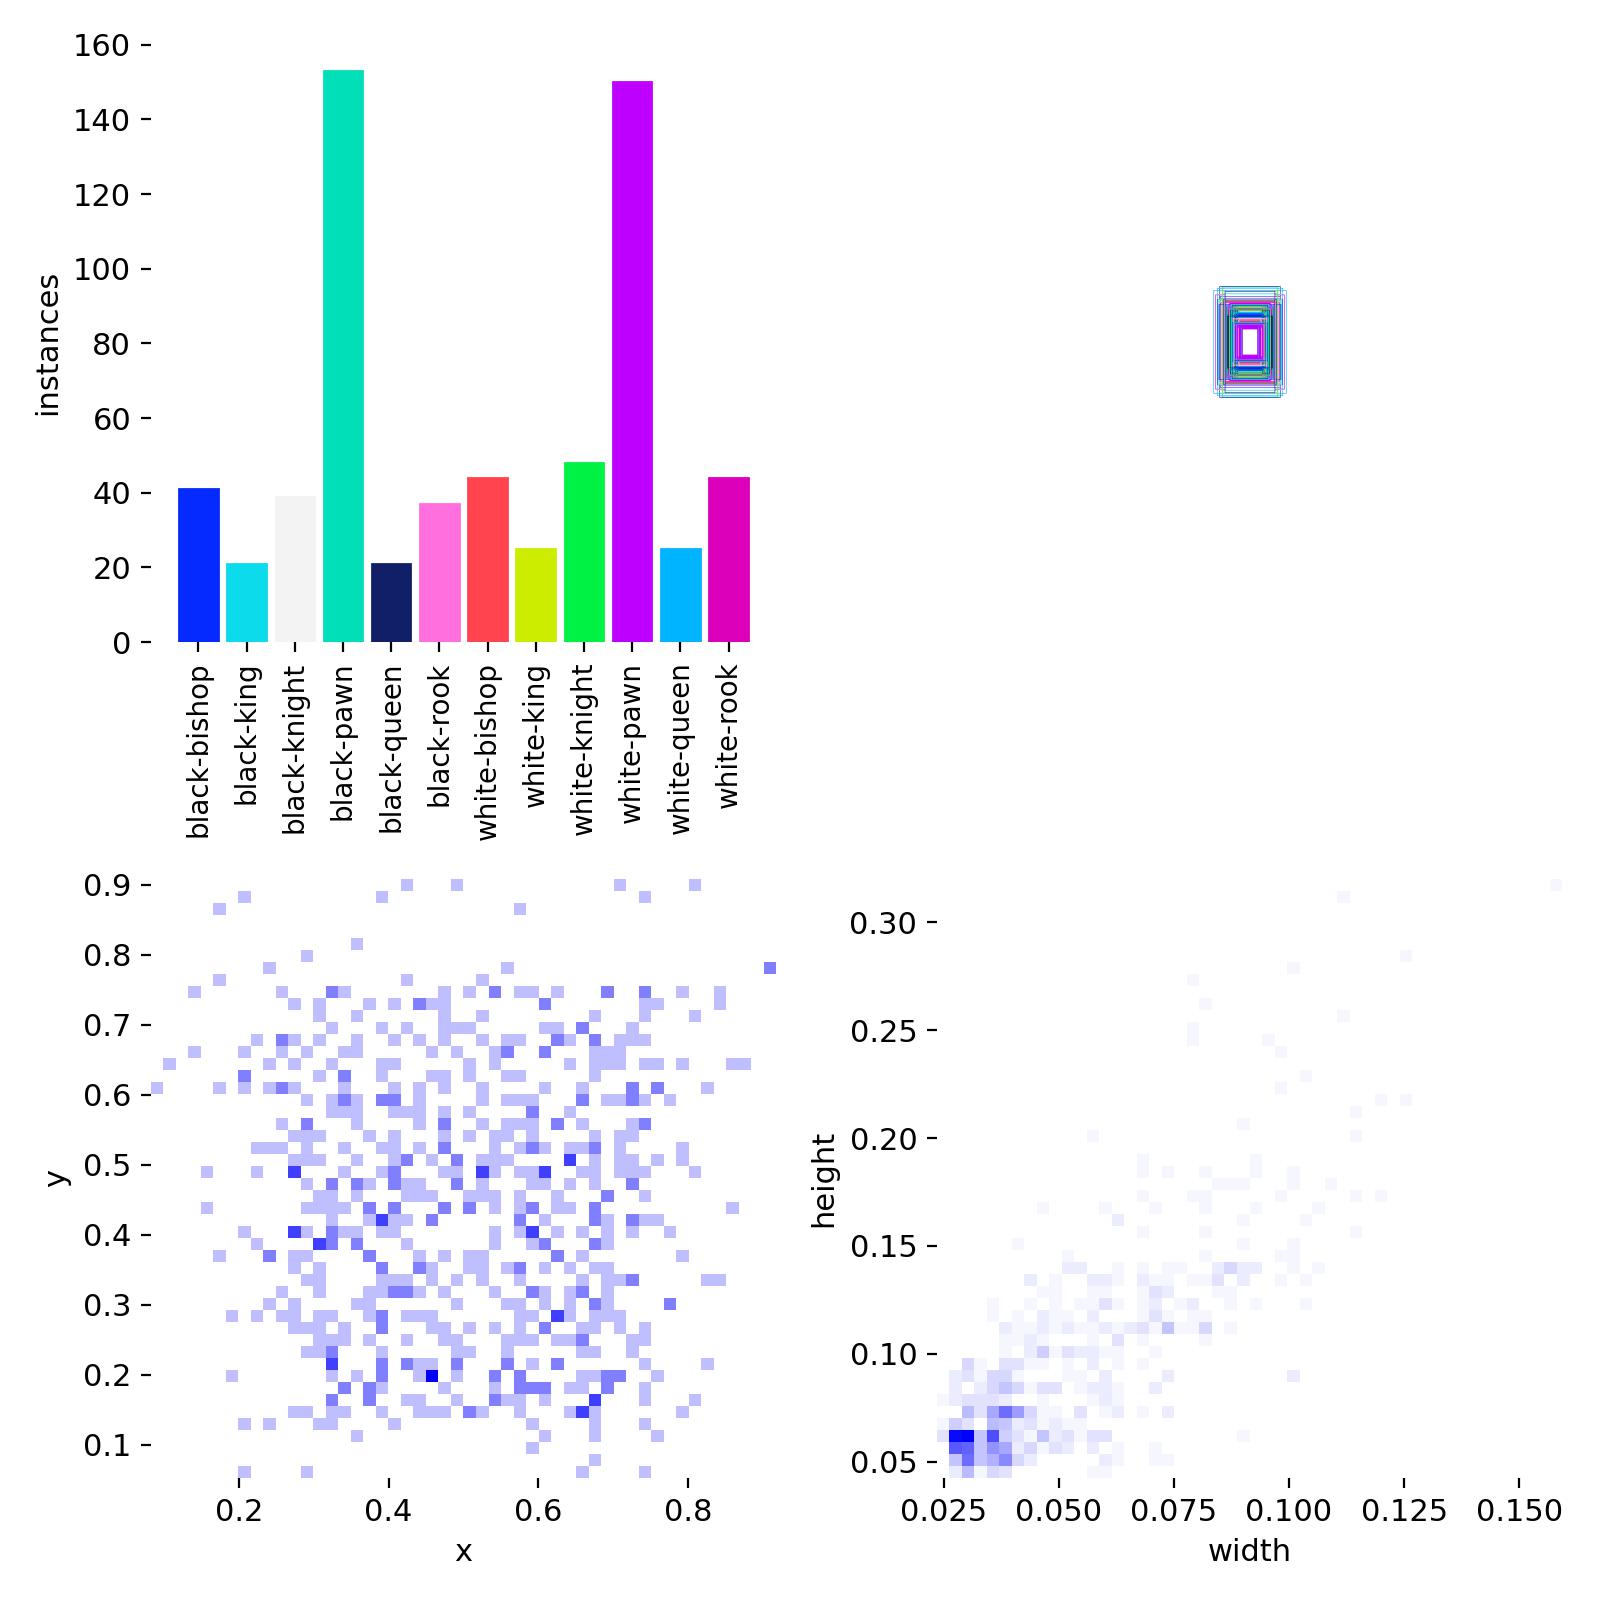 160
140
120
100
80
60
40
20
0
instances
black-bishop
black-king
black-knight
black-pawn
black-queen
black-rook
white-bishop
white-king
white-knight
white-pawn
white-queen
white-rook
0.9
0.8
0.7
0.6
0.5
0.4
0.3
0.2
0.1
y
0.2 0.4 0.6 0.8
x
0.30
0.25
0.20
0.15
0.10
0.05
height
0.025 0.050 0.075 0.100 0.125 0.150
width